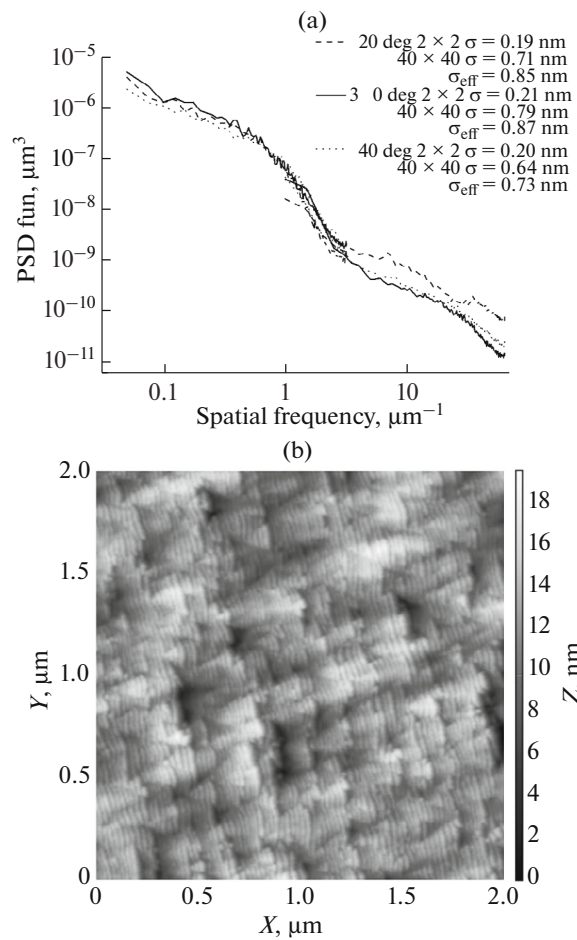 (a)
20 deg 2 × 2 σ = 0.19 nm
40 × 40 σ = 0.71 nm
σeff = 0.85 nm
3 0 deg 2 × 2 σ = 0.21 nm
40 × 40 σ = 0.79 nm
σeff = 0.87 nm
40 deg 2 × 2 σ = 0.20 nm
40 × 40 σ = 0.64 nm
σeff = 0.73 nm
PSD fun, μm³
10⁻⁵
10⁻⁶
10⁻⁷
10⁻⁸
10⁻⁹
10⁻¹⁰
10⁻¹¹
0.1 1 10
Spatial frequency, μm⁻¹
(b)
Y, μm
2.0
1.5
1.0
0.5
0
0 0.5 1.0 1.5 2.0
X, μm
18
16
14
12
10
8
6
4
2
0
Z, nm